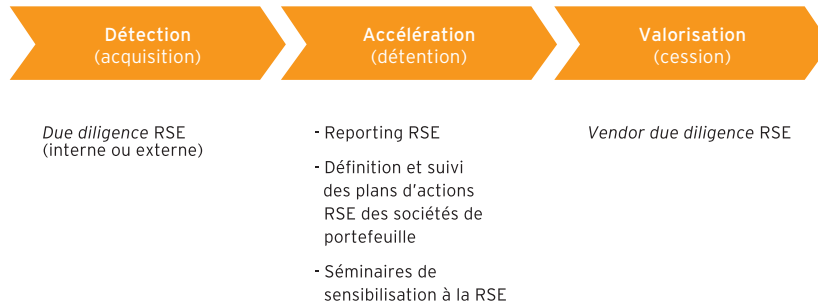 Détection
(acquisition)
Accélération
(détention)
Valorisation
(cession)
Due diligence RSE
(interne ou externe)
- Reporting RSE
- Définition et suivi
des plans d'actions
RSE des sociétés de
portefeuille
- Séminaires de
sensibilisation à la RSE
Vendor due diligence RSE